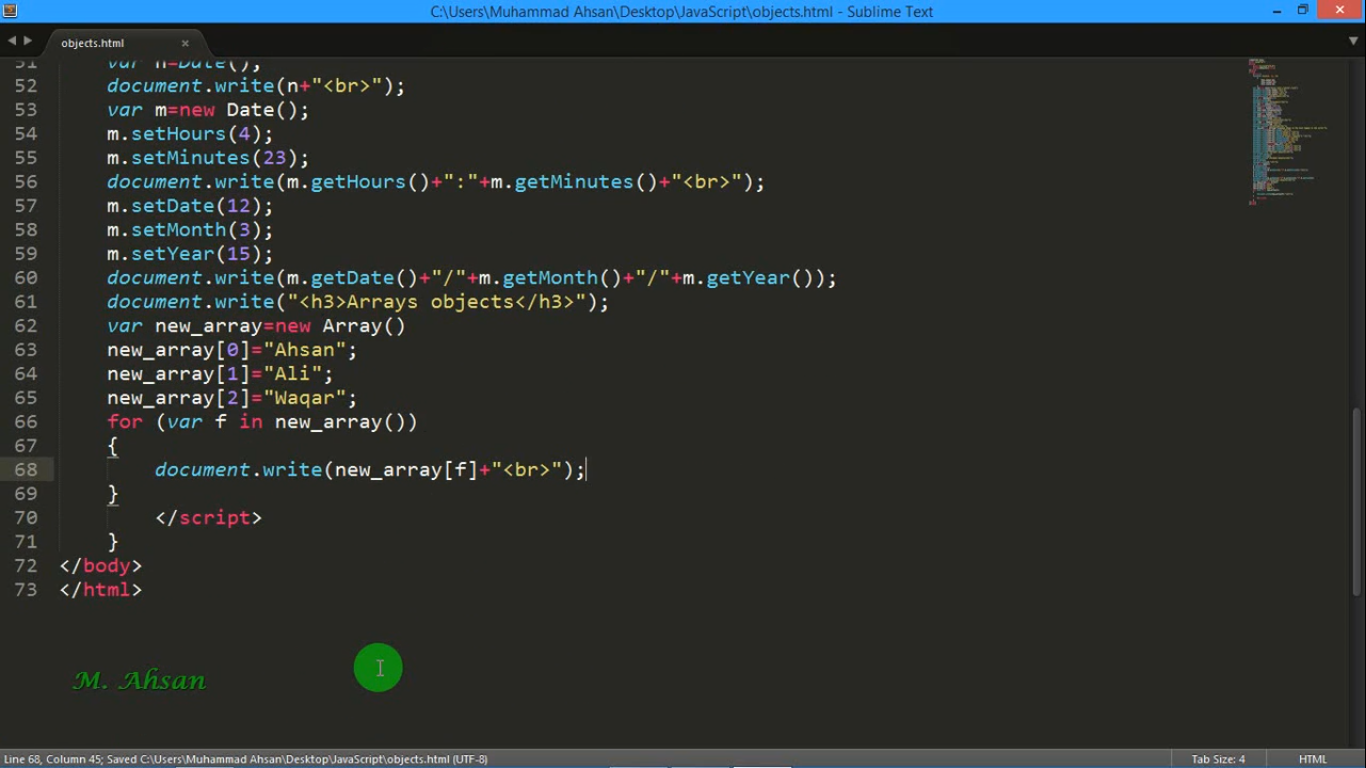 C:\Users\Muhammad Ahsan\Desktop\JavaScript\objects.html - Sublime Text
objects.html
51 var n=Date();
52 document.write(n+"<br>");
53 var m=new Date();
54 m.setHours(4);
55 m.setMinutes(23);
56 document.write(m.getHours()+":"+m.getMinutes()+"<br>");
57 m.setDate(12);
58 m.setMonth(3);
59 m.setYear(15);
60 document.write(m.getDate()+"/"+m.getMonth()+"/"+m.getYear());
61 document.write("<h3>Arrays objects</h3>");
62 var new_array=new Array()
63 new_array[0]="Ahsan";
64 new_array[1]="Ali";
65 new_array[2]="Waqar";
66 for (var f in new_array())
67 {
68 document.write(new_array[f]+"<br>");
69 }
70 </script>
71 }
72 </body>
73 </html>
M. Ahsan
Line 68, Column 45; Saved C:\Users\Muhammad Ahsan\Desktop\JavaScript\objects.html (UTF-8)
Tab Size: 4
HTML